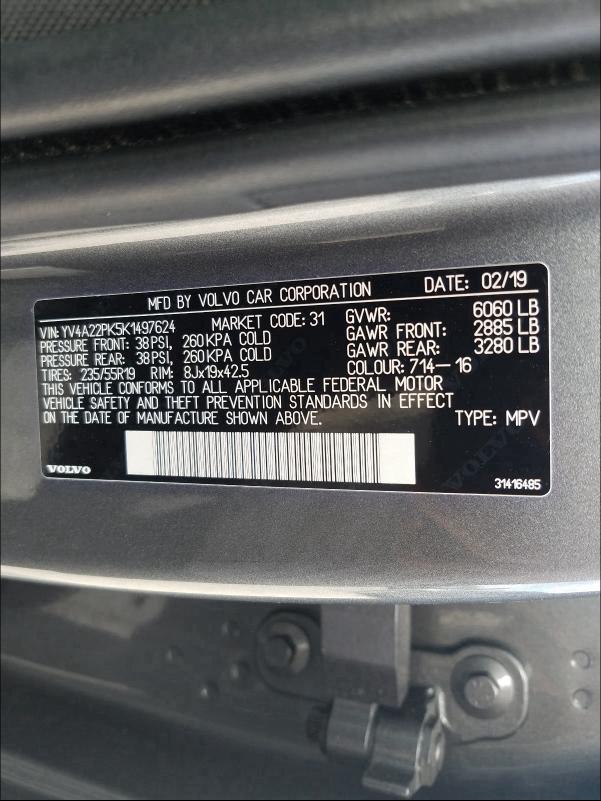 MFD BY VOLVO CAR CORPORATION DATE: 02/19
VIN: YV4A22PK5K1497624 MARKET CODE: 31 GVWR: 6060 LB
PRESSURE FRONT: 38 PSI, 260 KPA COLD GAWR FRONT: 2885 LB
PRESSURE REAR: 38 PSI, 260 KPA COLD GAWR REAR: 3280 LB
TIRES: 235/55R19 RIM: 8Jx19x42.5 COLOUR: 714-16
THIS VEHICLE CONFORMS TO ALL APPLICABLE FEDERAL MOTOR
VEHICLE SAFETY AND THEFT PREVENTION STANDARDS IN EFFECT
ON THE DATE OF MANUFACTURE SHOWN ABOVE. TYPE: MPV
VOLVO
31416485